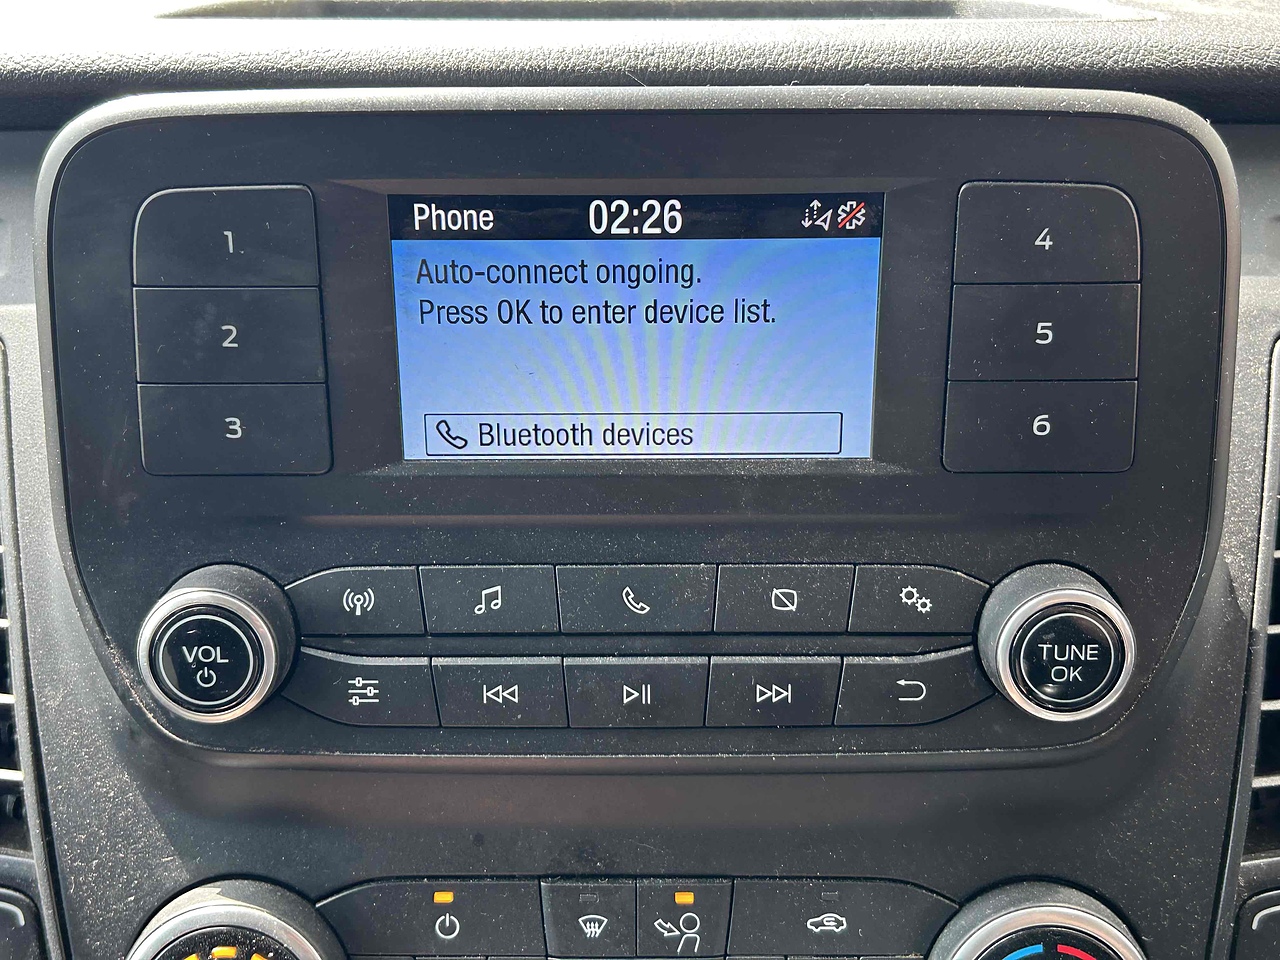 Phone 02:26
Auto-connect ongoing.
Press OK to enter device list.
Bluetooth devices
1
2
3
4
5
6
VOL
TUNE
OK